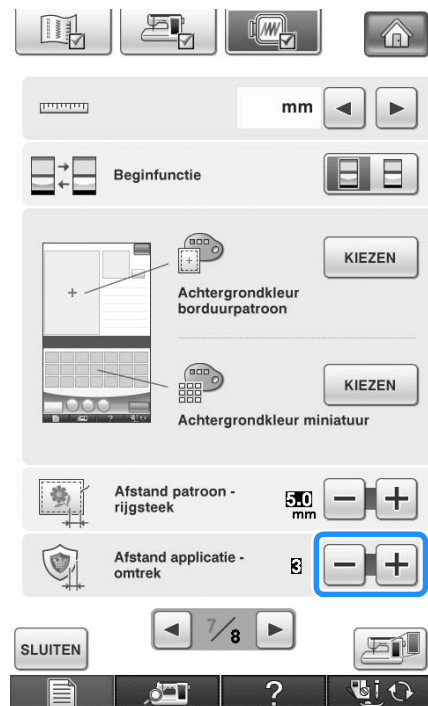 mm
Beginfunctie
KIEZEN
Achtergrondkleur
borduurpatroon
KIEZEN
Achtergrondkleur miniatuur
Afstand patroon -
rijgsteek
5.0
mm
Afstand applicatie -
omtrek
3
7/8
SLUITEN
?